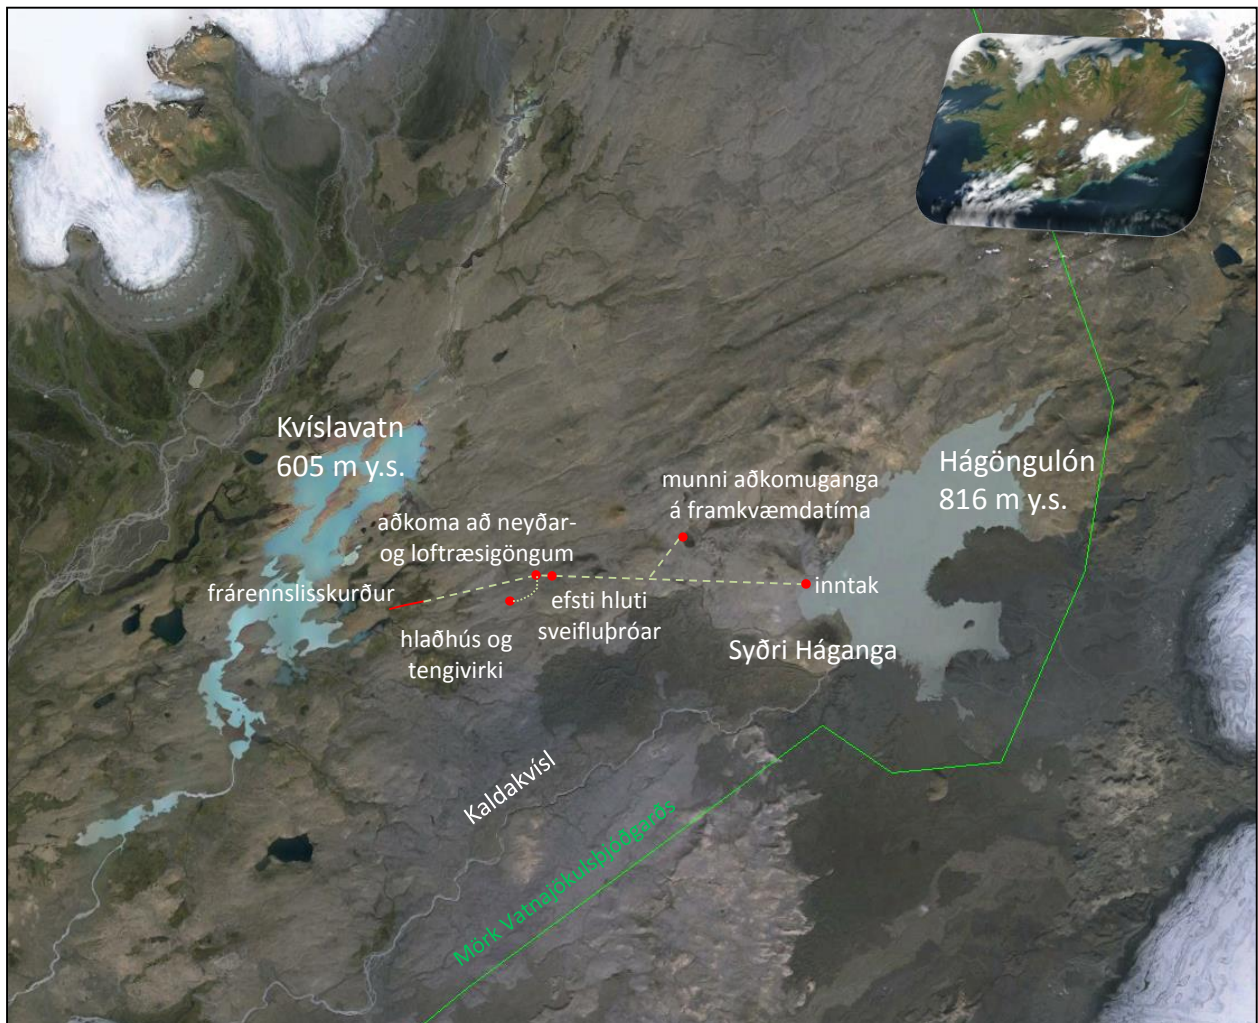 Kvíslavatn
605 m y.s.
Hágöngulón
816 m y.s.
munni aðkomuganga
á framkvæmdatíma
aðkoma að neyðar-
og loftræsigöngum
frárennslisskurður
inntak
efsti hluti
sveifluþróar
hlaðhús og
tengivirki
Syðri Háganga
Kaldakvísl
Mörk Vatnajökulsþjóðgarðs